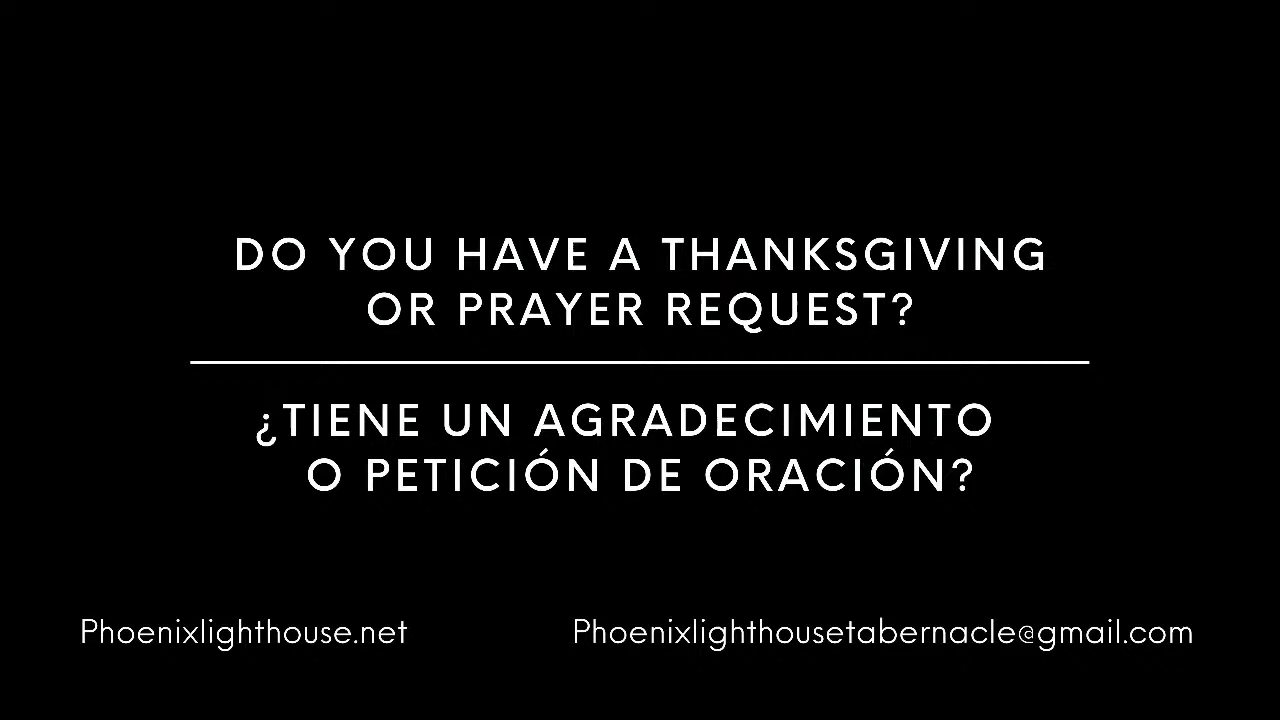 DO YOU HAVE A THANKSGIVING
OR PRAYER REQUEST?
¿TIENE UN AGRADECIMIENTO
O PETICIÓN DE ORACIÓN?
Phoenixlighthouse.net
Phoenixlighthousetabernacle@gmail.com